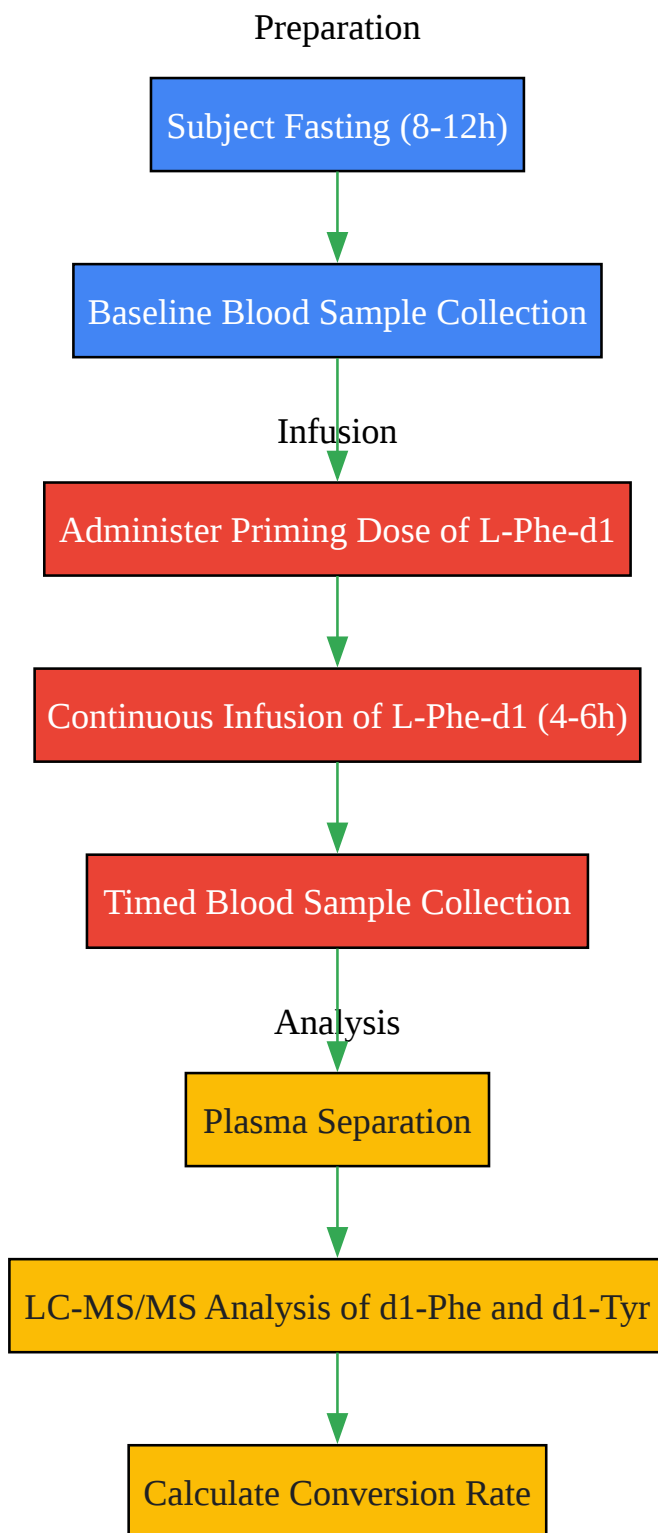 Preparation
Subject Fasting (8-12h)
Baseline Blood Sample Collection
Infusion
Administer Priming Dose of L-Phe-d1
Continuous Infusion of L-Phe-d1 (4-6h)
Timed Blood Sample Collection
Analysis
Plasma Separation
LC-MS/MS Analysis of d1-Phe and d1-Tyr
Calculate Conversion Rate